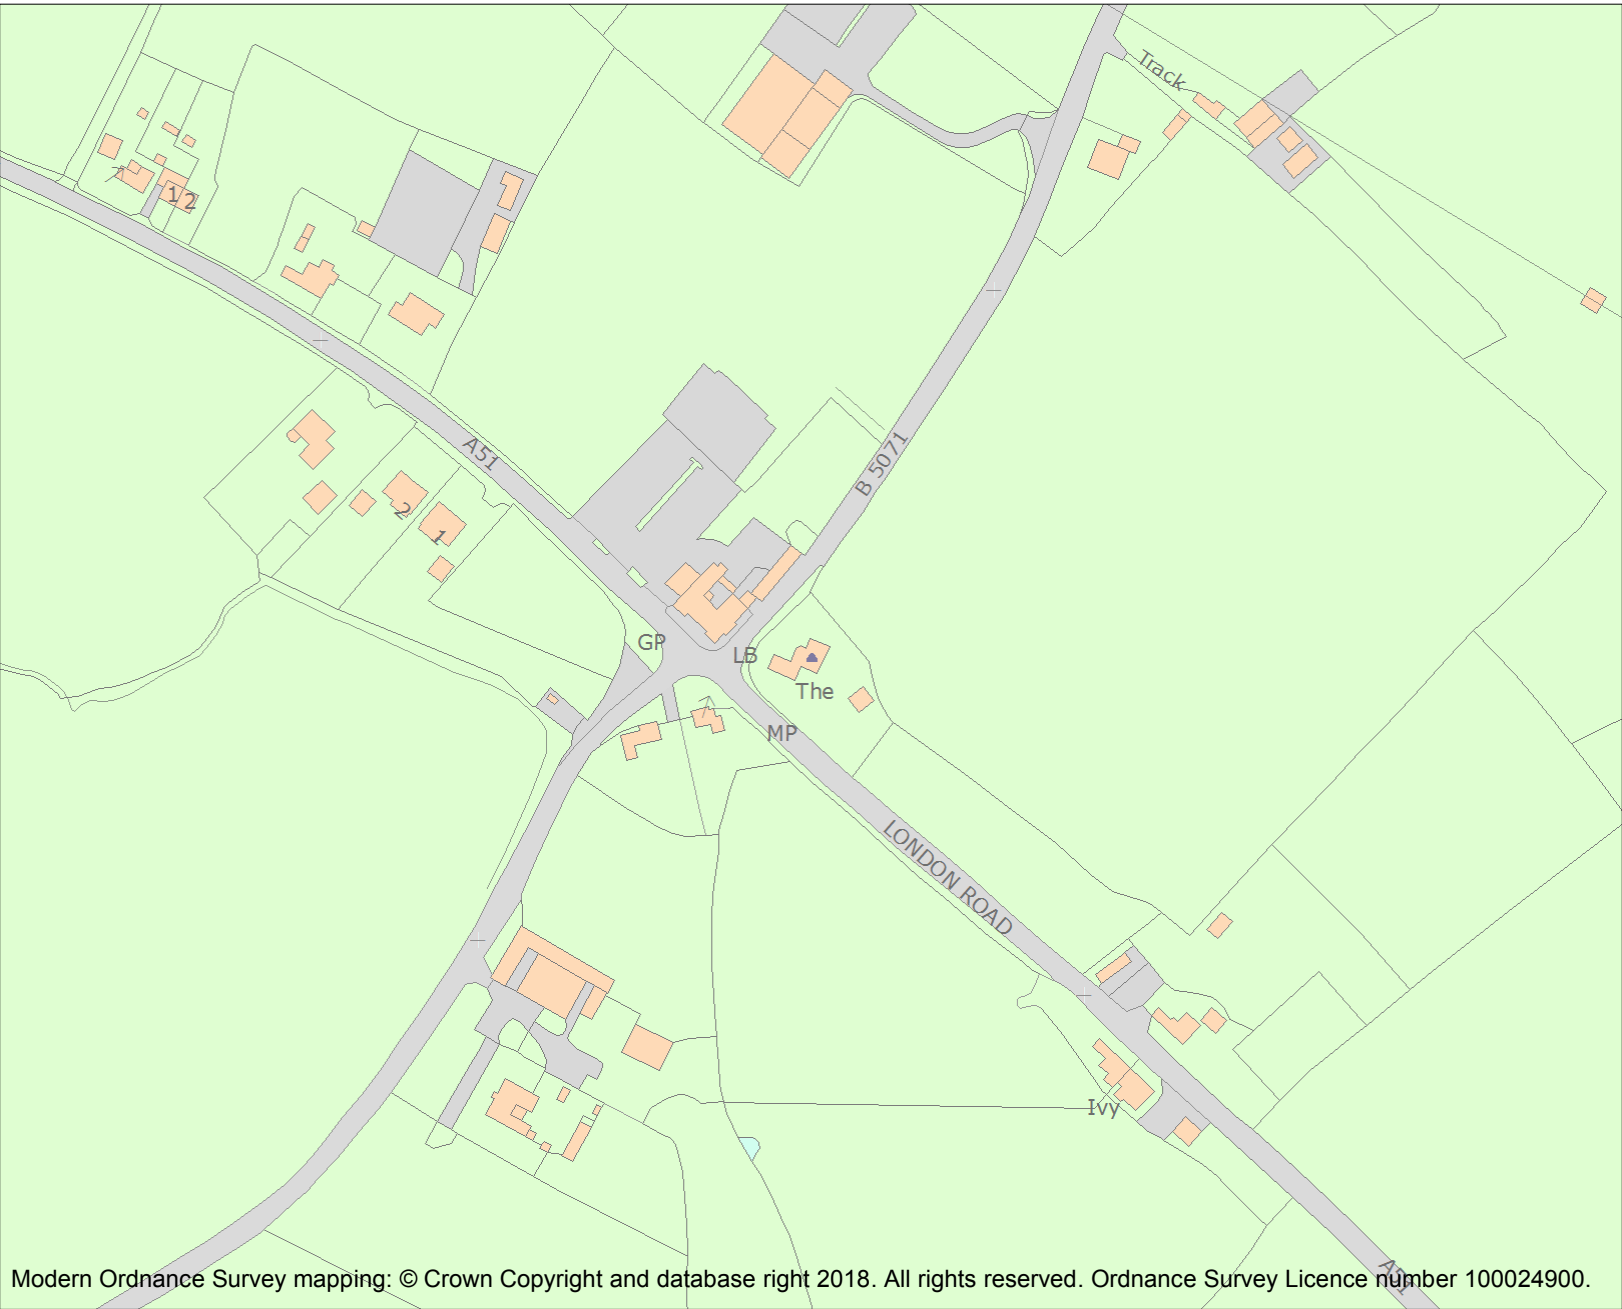 Track
1 2
A51
B 5071
2
1
GP
LB
The
MP
LONDON ROAD
Ivy
A51
Modern Ordnance Survey mapping: © Crown Copyright and database right 2018. All rights reserved. Ordnance Survey Licence number 100024900.